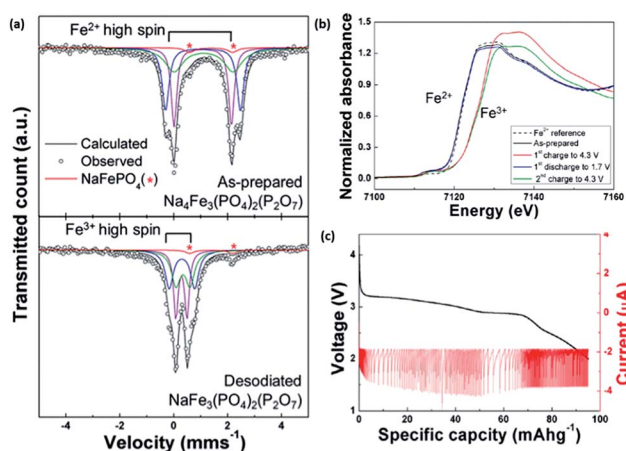 (a)
Fe²⁺ high spin
*
*
Calculated
Observed
NaFePO₄(*)
As-prepared
Na₄Fe₃(PO₄)₂(P₂O₇)
Fe³⁺ high spin
*
*
Desodiated
NaFe₃(PO₄)₂(P₂O₇)
Transmitted count (a.u.)
-4 -2 0 2 4
Velocity (mms⁻¹)
(b)
Normalized absorbance
1.5
1.2
0.9
0.6
0.3
0.0
Fe²⁺
Fe³⁺
Fe²⁺ reference
As-prepared
1ˢᵗ charge to 4.3 V
1ˢᵗ discharge to 1.7 V
2ⁿᵈ charge to 4.3 V
7100 7120 7140 7160
Energy (eV)
(c)
Voltage (V)
4
3
2
1
4
2
0
-2
-4
Current (μA)
0 20 40 60 80 100
Specific capcity (mAhg⁻¹)